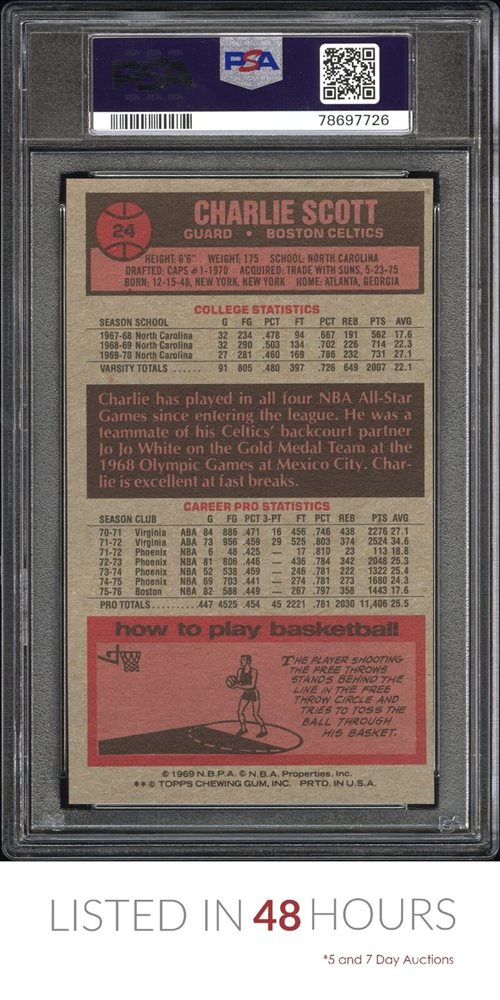 PSA
78697726
24
CHARLIE SCOTT
GUARD • BOSTON CELTICS
HEIGHT: 6'6" WEIGHT: 175 SCHOOL: NORTH CAROLINA
DRAFTED: CAPS #1-1970 ACQUIRED: TRADE WITH SUNS, 5-23-75
BORN: 12-15-48, NEW YORK, NEW YORK HOME: ATLANTA, GEORGIA
COLLEGE STATISTICS
SEASON SCHOOL G FG PCT FT PCT REB PTS AVG
1967-68 North Carolina 32 234 .478 94 .667 191 562 17.6
1968-69 North Carolina 32 290 .503 134 .702 226 714 22.3
1969-70 North Carolina 27 281 .460 169 .786 232 731 27.1
VARSITY TOTALS ...... 91 805 .480 397 .726 649 2007 22.1
Charlie has played in all four NBA All-Star
Games since entering the league. He was a
teammate of his Celtics' backcourt partner
Jo Jo White on the Gold Medal Team at the
1968 Olympic Games at Mexico City. Char-
lie is excellent at fast breaks.
CAREER PRO STATISTICS
SEASON CLUB G FG PCT 3-PT FT PCT REB PTS AVG
70-71 Virginia ABA 84 886 .471 16 456 .746 438 2276 27.1
71-72 Virginia ABA 73 956 .459 29 525 .803 374 2524 34.6
71-72 Phoenix NBA 6 48 .425 — 17 .810 23 113 18.8
72-73 Phoenix NBA 81 806 .446 — 436 .784 342 2048 25.3
73-74 Phoenix NBA 52 538 .459 — 246 .781 222 1322 25.4
74-75 Phoenix NBA 69 703 .441 — 274 .781 273 1680 24.3
75-76 Boston NBA 82 588 .449 — 267 .797 358 1443 17.6
PRO TOTALS.......... 447 4525 .454 45 2221 .781 2030 11,406 25.5
how to play basketball
THE PLAYER SHOOTING
THE FREE THROWS
STANDS BEHIND THE
LINE IN THE FREE
THROW CIRCLE AND
TRIES TO TOSS THE
BALL THROUGH
HIS BASKET.
© 1969 N.B.P.A. © N.B.A. Properties, Inc.
** © TOPPS CHEWING GUM, INC. PRTD. IN U.S.A.
LISTED IN 48 HOURS
*5 and 7 Day Auctions